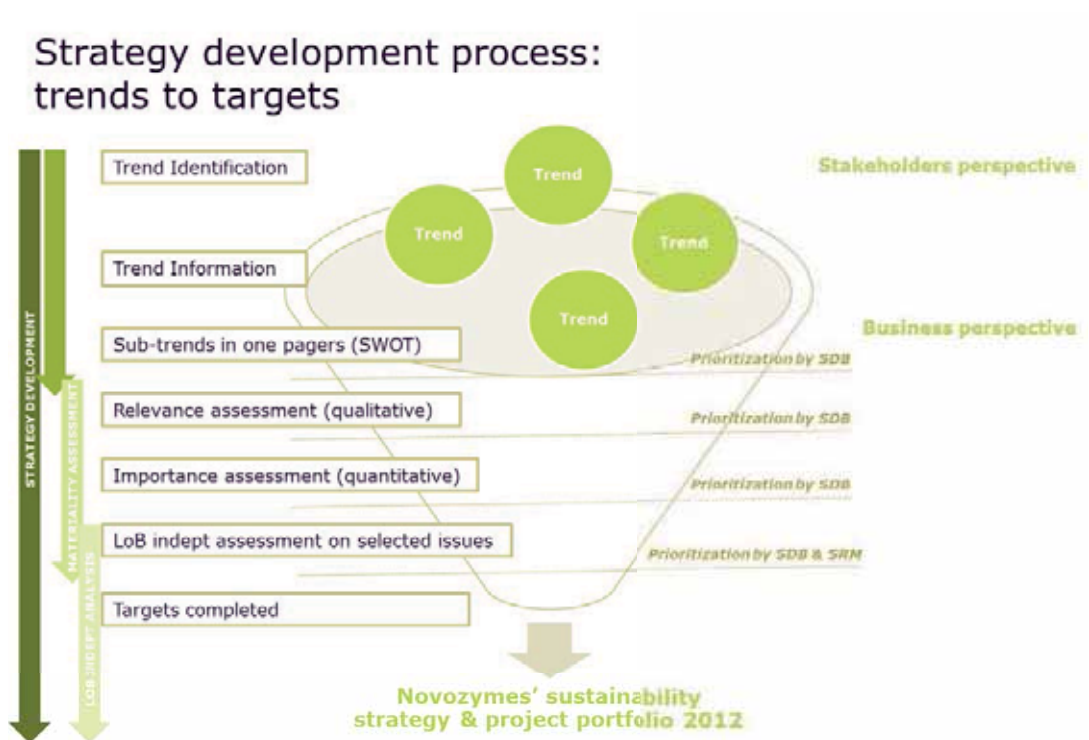 Strategy development process:
trends to targets
Trend Identification
Trend
Stakeholders perspective
Trend
Trend
Trend Information
Trend
Business perspective
Sub-trends in one pagers (SWOT)
Prioritization by SDB
Relevance assessment (qualitative)
Prioritization by SDB
Importance assessment (quantitative)
Prioritization by SDB
LoB indept assessment on selected issues
Prioritization by SDB & SRM
Targets completed
STRATEGY DEVELOPMENT
MATERIALITY ASSESSMENT
LOB INDEPT ANALYSIS
Novozymes’ sustainability
strategy & project portfolio 2012